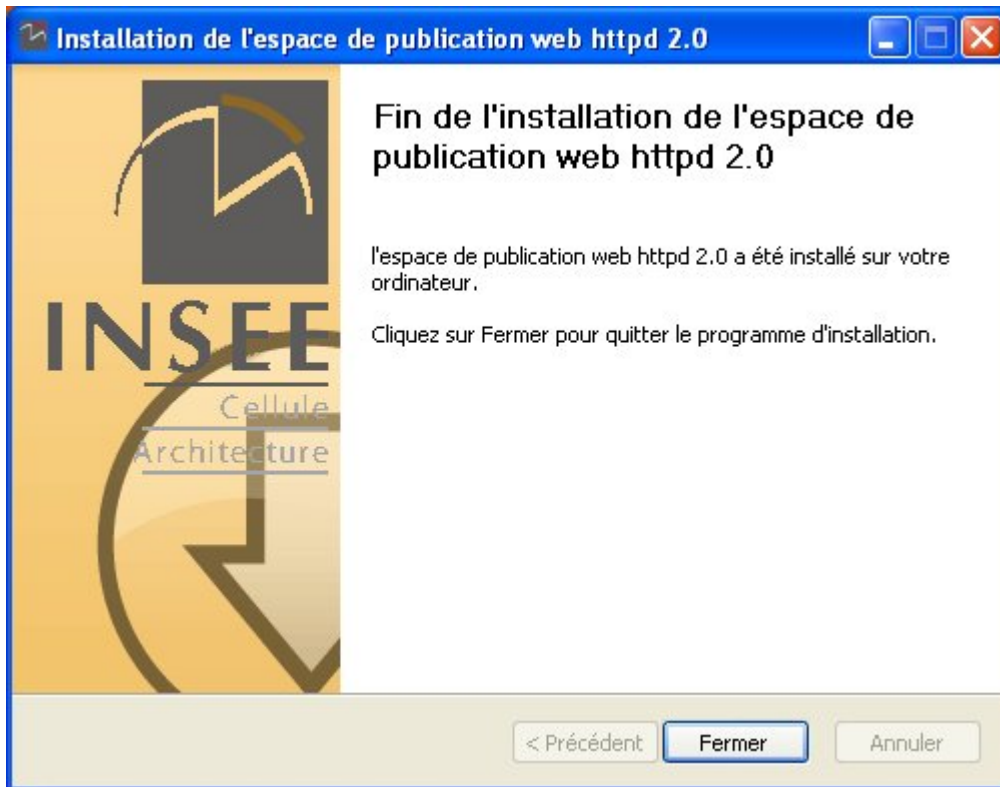 Installation de l'espace de publication web httpd 2.0
Fin de l'installation de l'espace de
publication web httpd 2.0
l'espace de publication web httpd 2.0 a été installé sur votre
ordinateur.
Cliquez sur Fermer pour quitter le programme d'installation.
INSEE
Cellule
Architecture
< Précédent
Fermer
Annuler